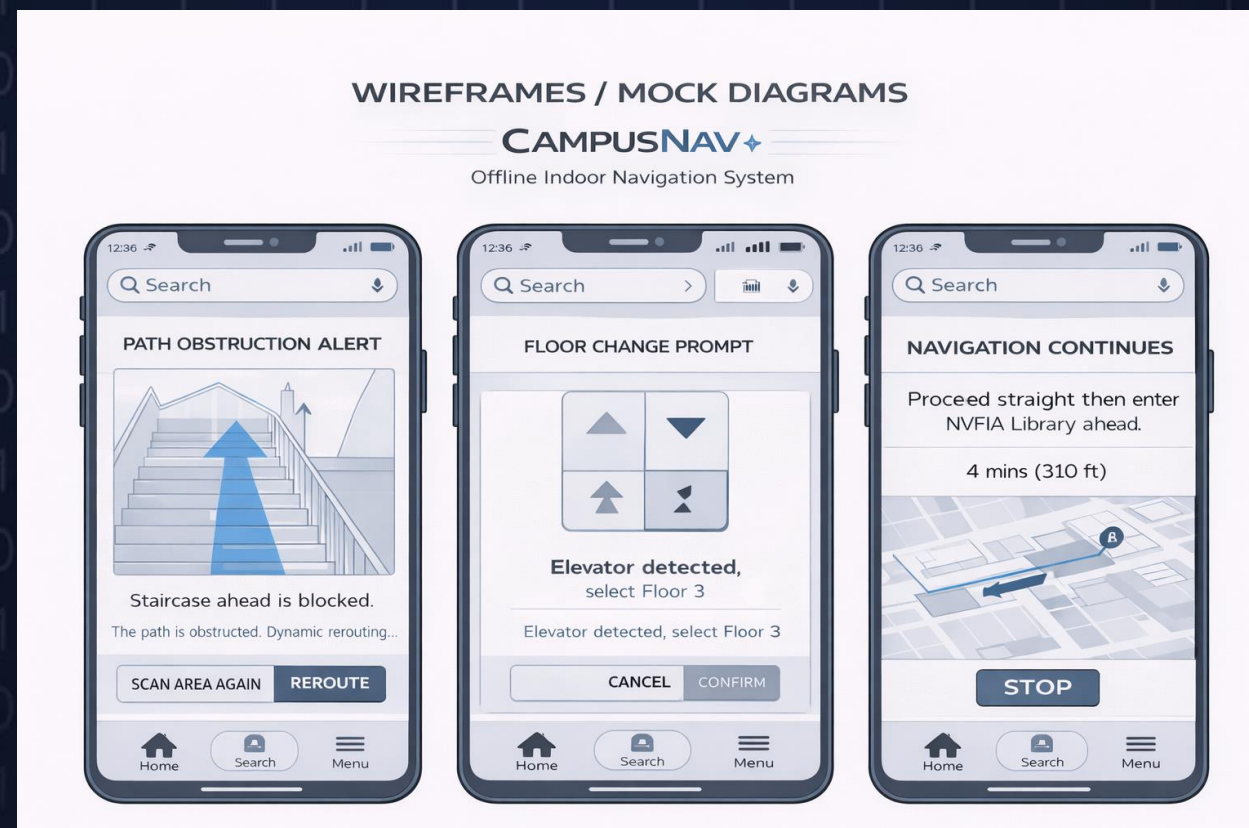 WIREFRAMES / MOCK DIAGRAMS
CAMPUSNAV
Offline Indoor Navigation System
12:36
Search
PATH OBSTRUCTION ALERT
Staircase ahead is blocked.
The path is obstructed. Dynamic rerouting...
SCAN AREA AGAIN
REROUTE
Home
Search
Menu
12:36
Search
FLOOR CHANGE PROMPT
Elevator detected,
select Floor 3
Elevator detected, select Floor 3
CANCEL
CONFIRM
Home
Search
Menu
12:36
Search
NAVIGATION CONTINUES
Proceed straight then enter
NVFIA Library ahead.
4 mins (310 ft)
STOP
Home
Search
Menu